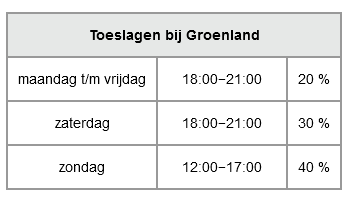 Toeslagen bij Groenland
maandag t/m vrijdag 18:00−21:00 20 %
zaterdag 18:00−21:00 30 %
zondag 12:00−17:00 40 %